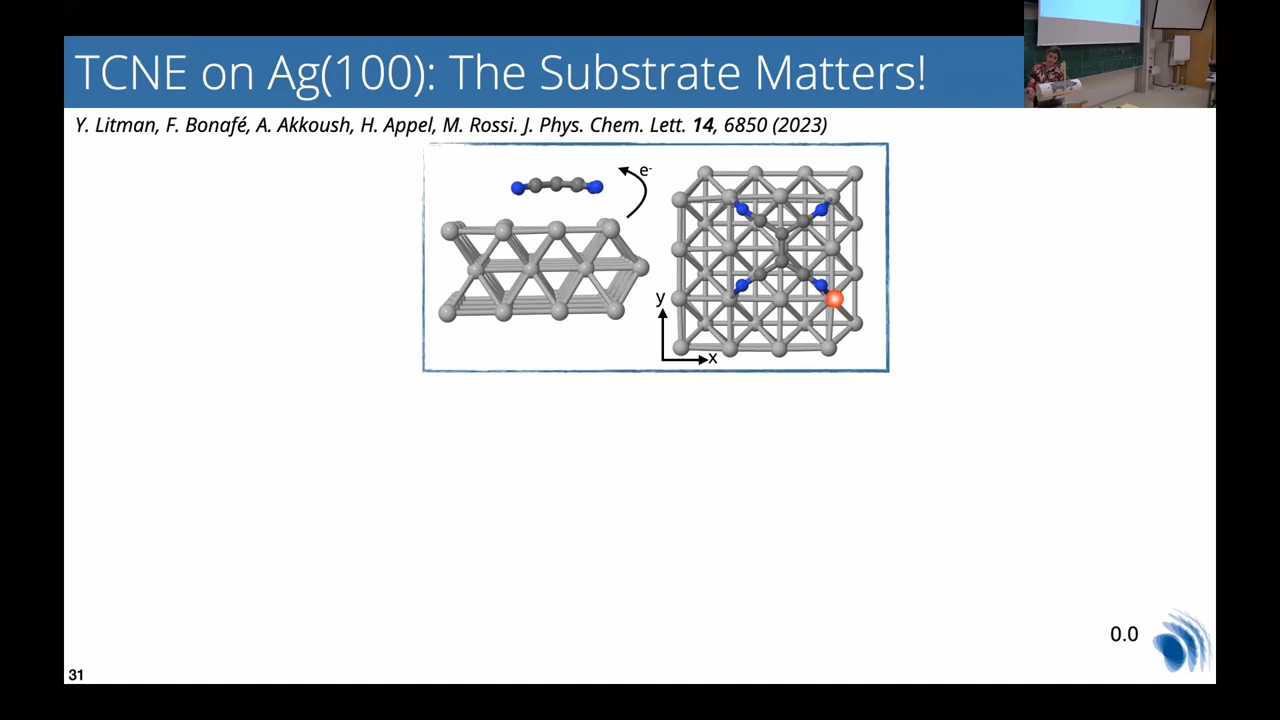 TCNE on Ag(100): The Substrate Matters!
Y. Litman, F. Bonafé, A. Akkoush, H. Appel, M. Rossi. J. Phys. Chem. Lett. 14, 6850 (2023)
e-
y
x
0.0
31